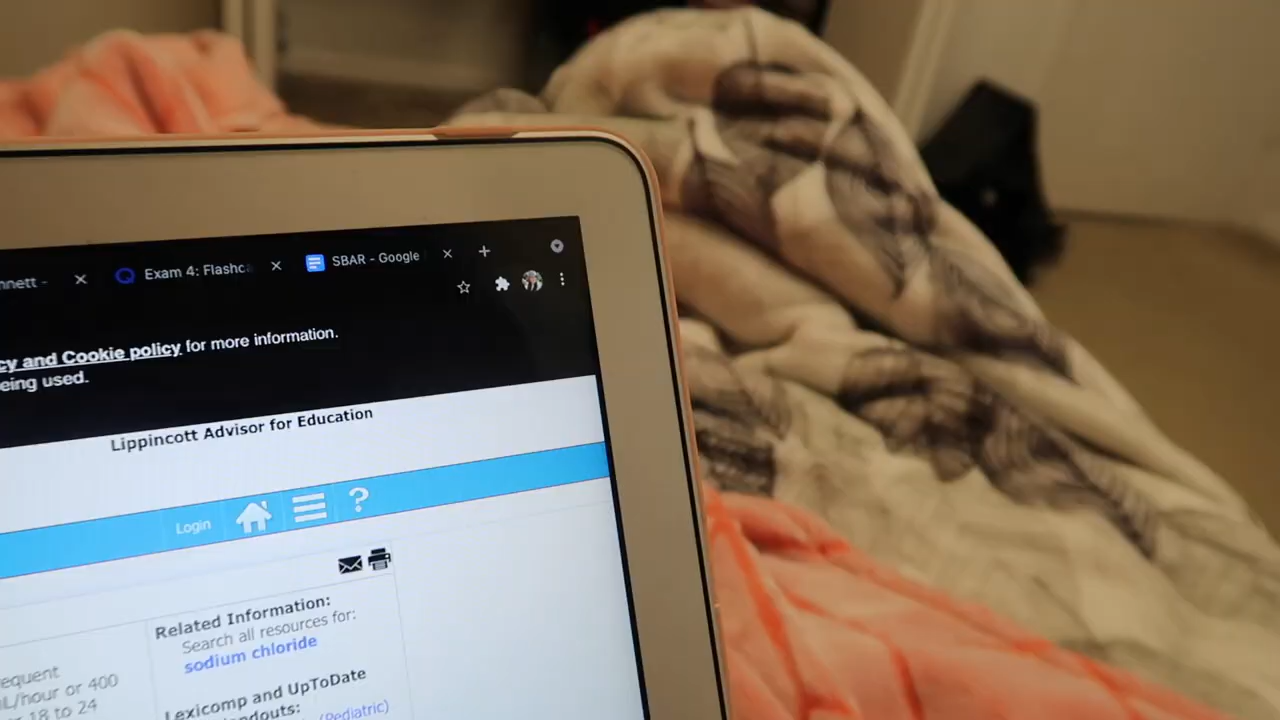 nnett -
Exam 4: Flashca
SBAR - Google
cy and Cookie policy for more information.
eing used.
Lippincott Advisor for Education
Login
?
Related Information:
Search all resources for:
sodium chloride
equent
L/hour or 400
18 to 24
Lexicomp and UpToDate
andouts:
(Pediatric)